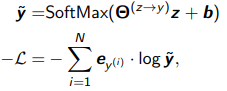 ỹ =SoftMax(Θ^(z→y) z + b)
−ℒ = − ∑_{i=1}^{N} e_{y^(i)} · log ỹ,